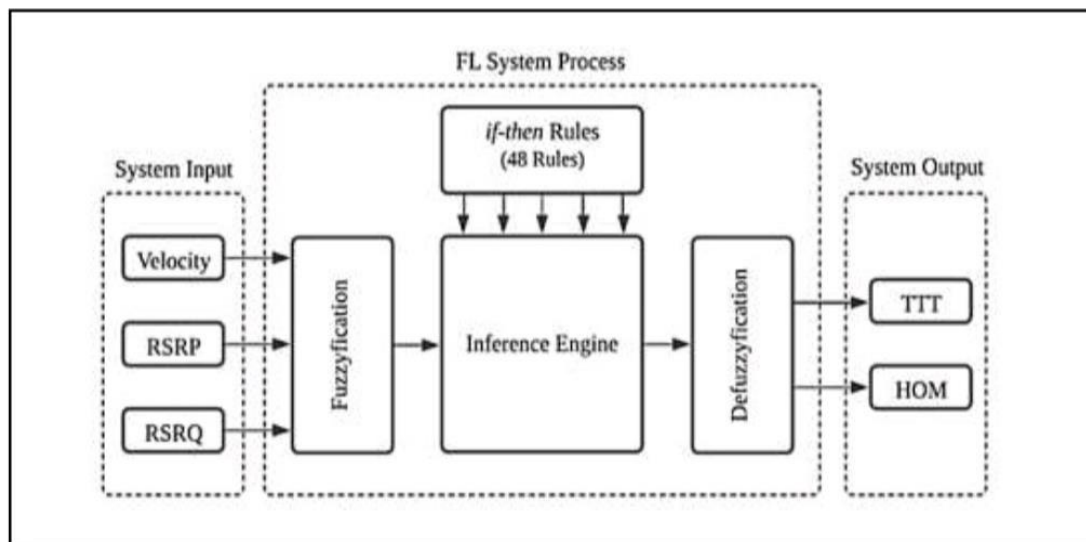 FL System Process
if-then Rules
(48 Rules)
System Input
System Output
Velocity
RSRP
RSRQ
Fuzzyfication
Inference Engine
Defuzzyfication
TTT
HOM